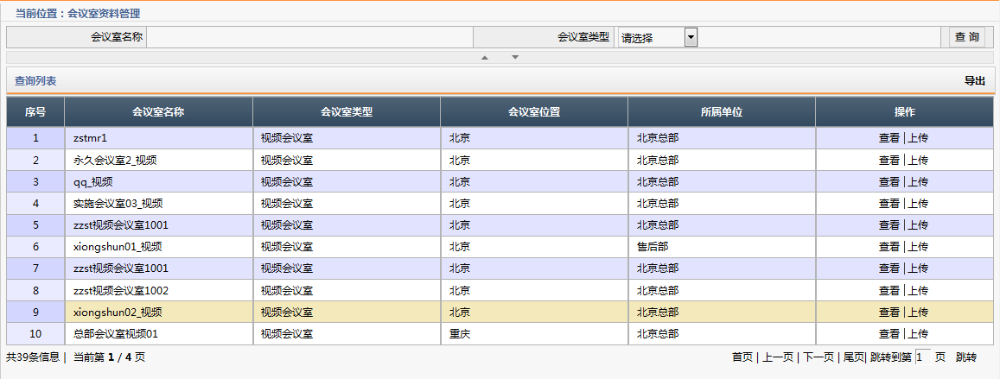 当前位置：会议室资料管理
会议室名称 会议室类型 请选择 查 询
查询列表 导出
序号 会议室名称 会议室类型 会议室位置 所属单位 操作
1 zstmr1 视频会议室 北京 北京总部 查看 | 上传
2 永久会议室2_视频 视频会议室 北京 北京总部 查看 | 上传
3 qq_视频 视频会议室 北京 北京总部 查看 | 上传
4 实施会议室03_视频 视频会议室 北京 北京总部 查看 | 上传
5 zzst视频会议室1001 视频会议室 北京 北京总部 查看 | 上传
6 xiongshun01_视频 视频会议室 北京 售后部 查看 | 上传
7 zzst视频会议室1001 视频会议室 北京 北京总部 查看 | 上传
8 zzst视频会议室1002 视频会议室 北京 北京总部 查看 | 上传
9 xiongshun02_视频 视频会议室 北京 北京总部 查看 | 上传
10 总部会议室视频01 视频会议室 重庆 北京总部 查看 | 上传
共39条信息 | 当前第 1 / 4 页 首页 | 上一页 | 下一页 | 尾页| 跳转到第 1 页 跳转